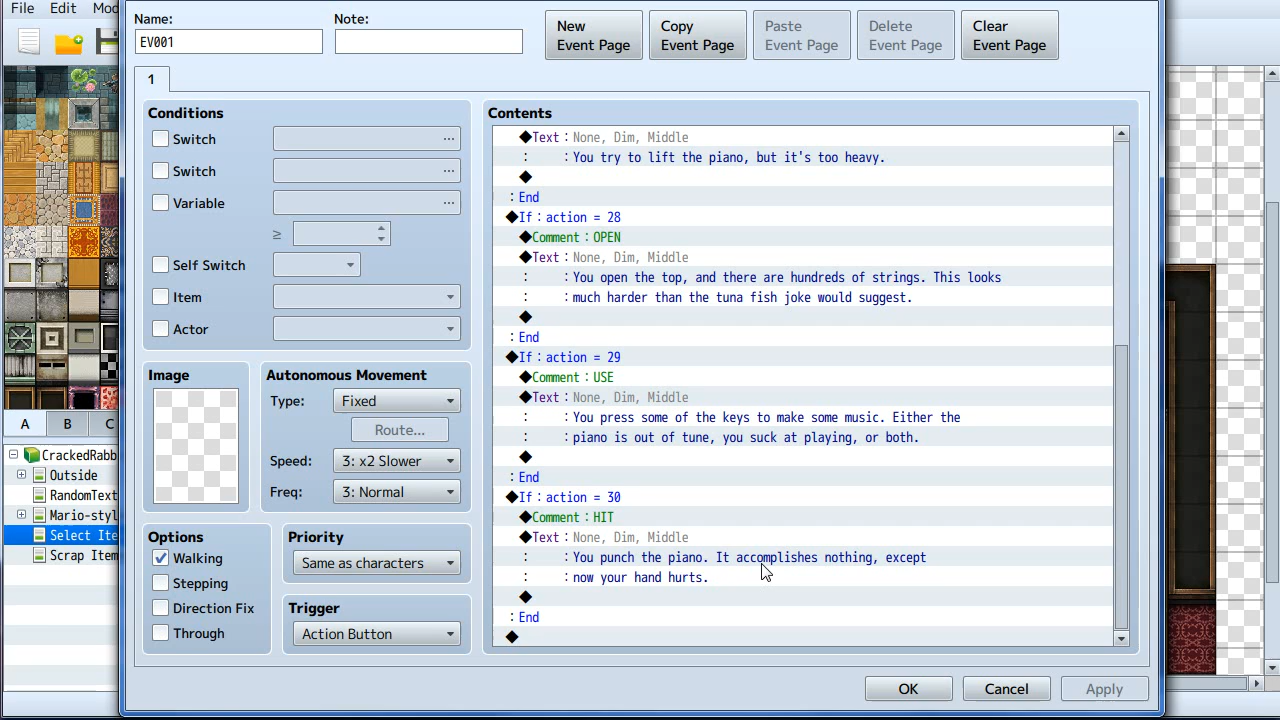 File Edit Mod
Name: Note:
EV001
New Event Page
Copy Event Page
Paste Event Page
Delete Event Page
Clear Event Page
1
Conditions
Switch ...
Switch ...
Variable ...
≥
Self Switch
Item
Actor
Image
Autonomous Movement
Type: Fixed
Route...
Speed: 3: x2 Slower
Freq: 3: Normal
Options
Walking
Stepping
Direction Fix
Through
Priority
Same as characters
Trigger
Action Button
Contents
◆Text : None, Dim, Middle
: : You try to lift the piano, but it's too heavy.
◆
: End
◆If : action = 28
◆Comment : OPEN
◆Text : None, Dim, Middle
: : You open the top, and there are hundreds of strings. This looks
: : much harder than the tuna fish joke would suggest.
◆
: End
◆If : action = 29
◆Comment : USE
◆Text : None, Dim, Middle
: : You press some of the keys to make some music. Either the
: : piano is out of tune, you suck at playing, or both.
◆
: End
◆If : action = 30
◆Comment : HIT
◆Text : None, Dim, Middle
: : You punch the piano. It accomplishes nothing, except
: : now your hand hurts.
◆
: End
◆
OK Cancel Apply
A B C
CrackedRabb
Outside
RandomText
Mario-styl
Select Ite
Scrap Item